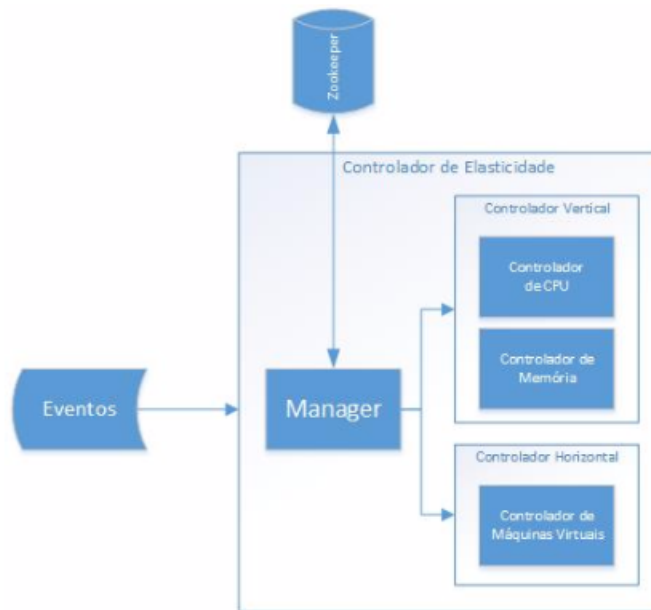 Zookeeper
Controlador de Elasticidade
Controlador Vertical
Controlador
de CPU
Controlador de
Memória
Eventos
Manager
Controlador Horizontal
Controlador de
Máquinas Virtuais